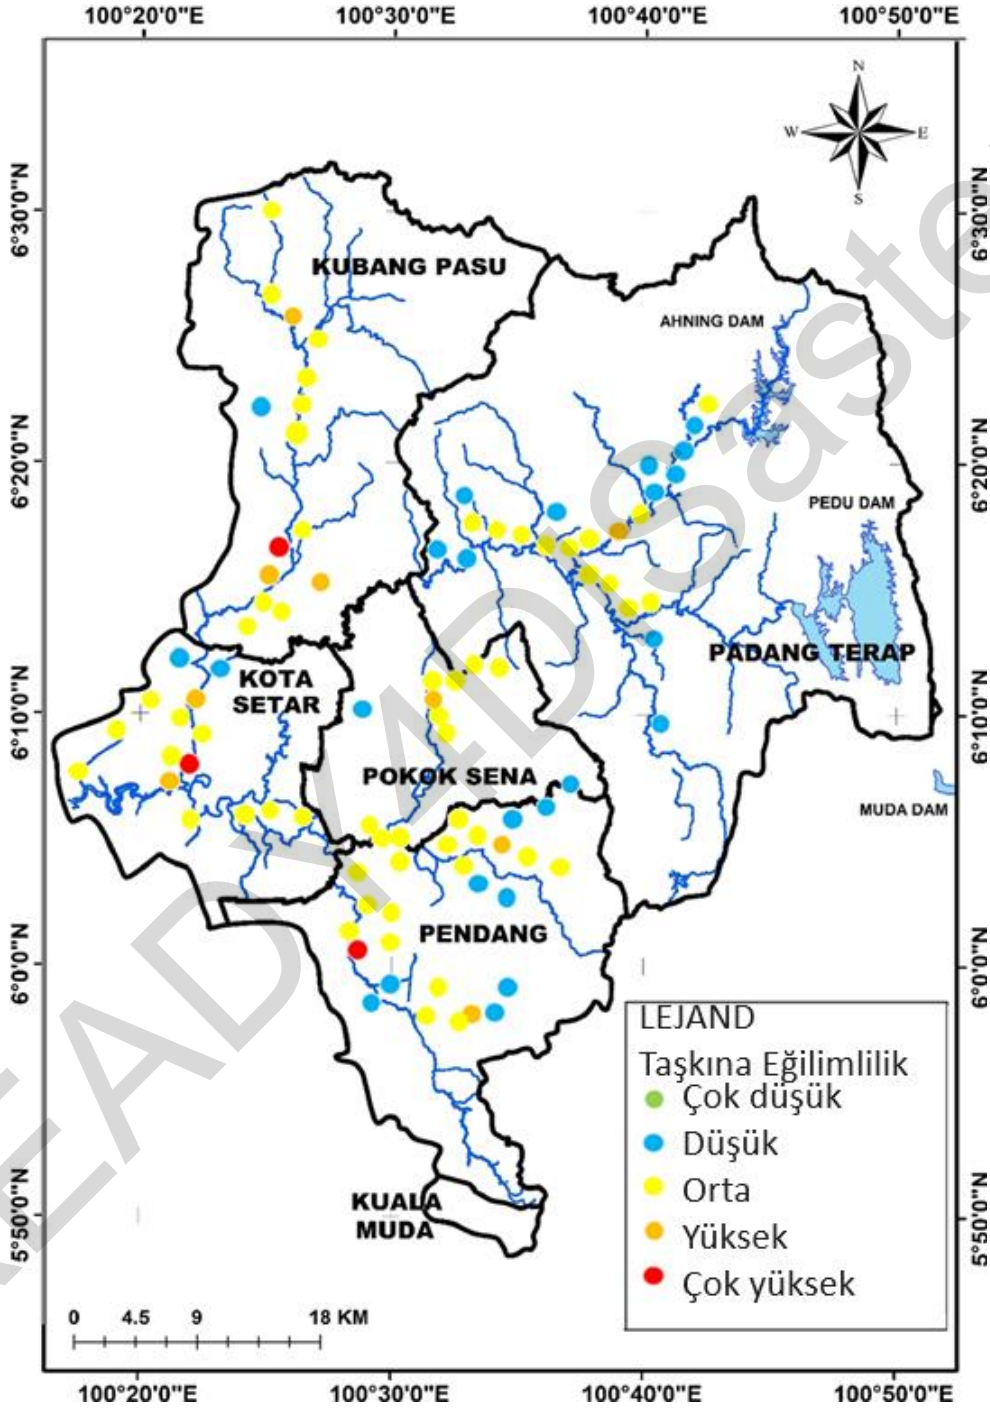 100°20'0"E 100°30'0"E 100°40'0"E 100°50'0"E
N
W E
S
6°30'0"N 6°30'0"N
KUBANG PASU
AHNING DAM
6°20'0"N 6°20'0"N
PEDU DAM
PADANG TERAP
KOTA
SETAR
6°10'0"N 6°10'0"N
POKOK SENA
MUDA DAM
PENDANG
6°0'0"N 6°0'0"N
LEJAND
Taşkına Eğilimlilik
Çok düşük
Düşük
Orta
Yüksek
Çok yüksek
KUALA
MUDA
5°50'0"N 5°50'0"N
0 4.5 9 18 KM
100°20'0"E 100°30'0"E 100°40'0"E 100°50'0"E
READY4DISaste